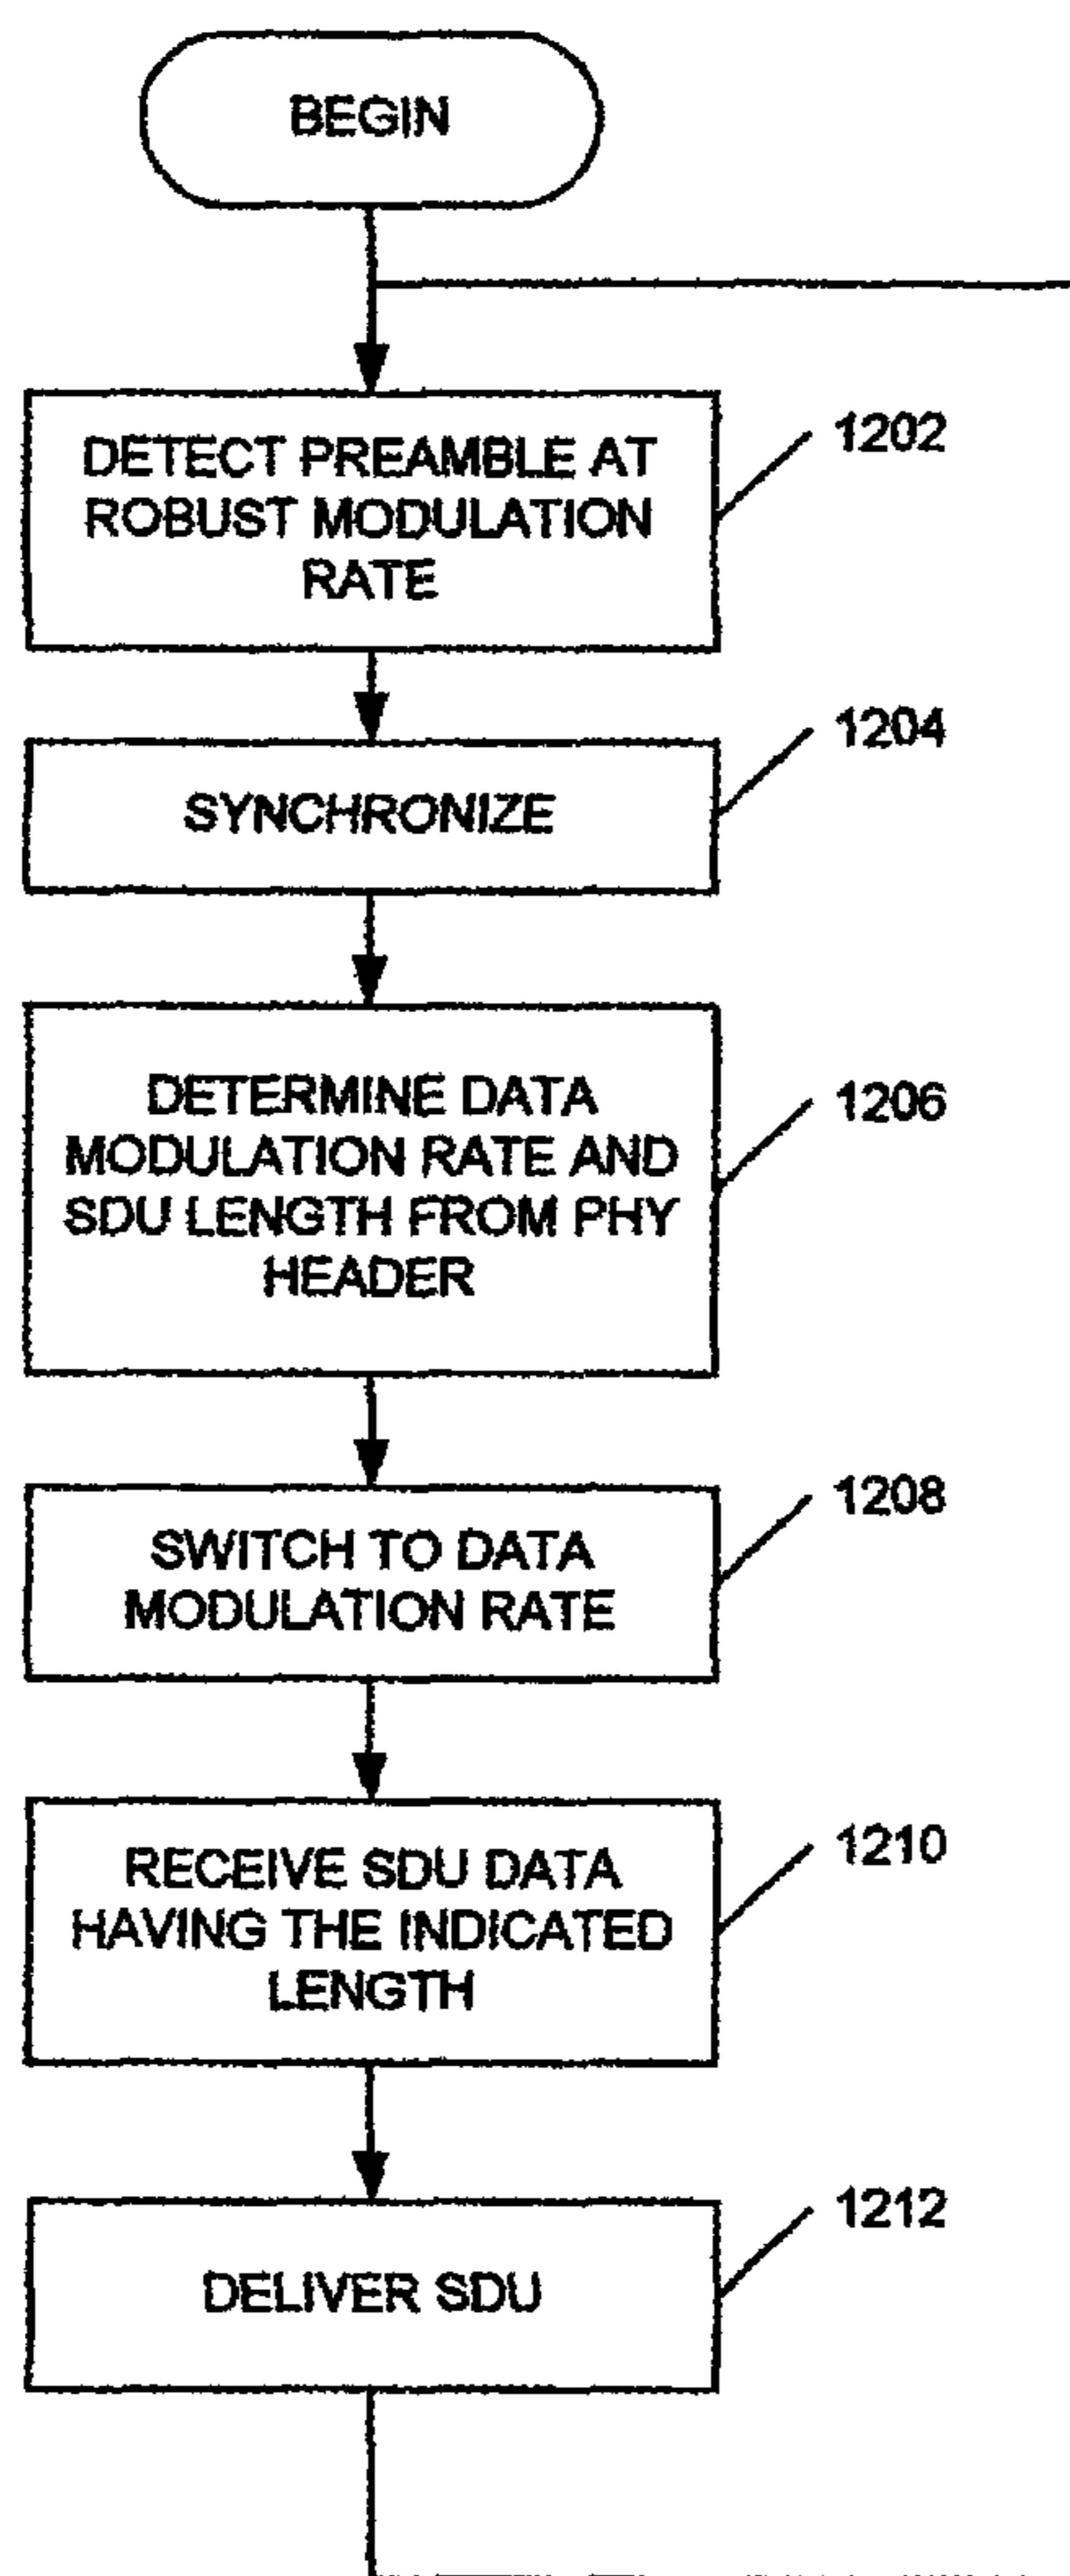 BEGIN
DETECT PREAMBLE AT
ROBUST MODULATION
RATE
1202
SYNCHRONIZE
1204
DETERMINE DATA
MODULATION RATE AND
SDU LENGTH FROM PHY
HEADER
1206
SWITCH TO DATA
MODULATION RATE
1208
RECEIVE SDU DATA
HAVING THE INDICATED
LENGTH
1210
DELIVER SDU
1212